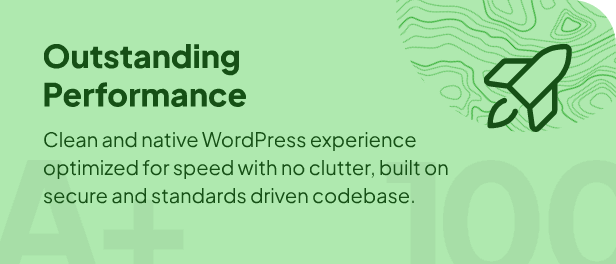 Outstanding
Performance
Clean and native WordPress experience
optimized for speed with no clutter, built on
secure and standards driven codebase.
A+ 100